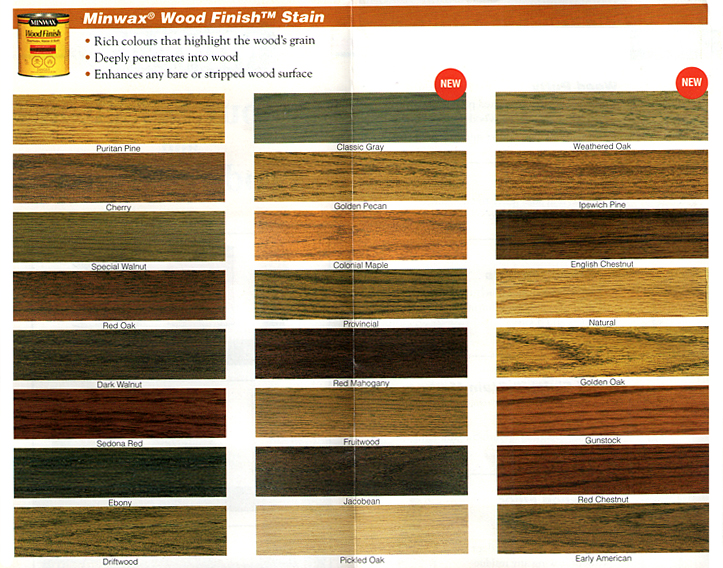 Minwax® Wood Finish™ Stain
MINWAX
Wood Finish
• Rich colours that highlight the wood's grain
• Deeply penetrates into wood
• Enhances any bare or stripped wood surface
NEW
NEW
Puritan Pine
Classic Gray
Weathered Oak
Cherry
Golden Pecan
Ipswich Pine
Special Walnut
Colonial Maple
English Chestnut
Red Oak
Provincial
Natural
Dark Walnut
Red Mahogany
Golden Oak
Sedona Red
Fruitwood
Gunstock
Ebony
Jacobean
Red Chestnut
Driftwood
Pickled Oak
Early American